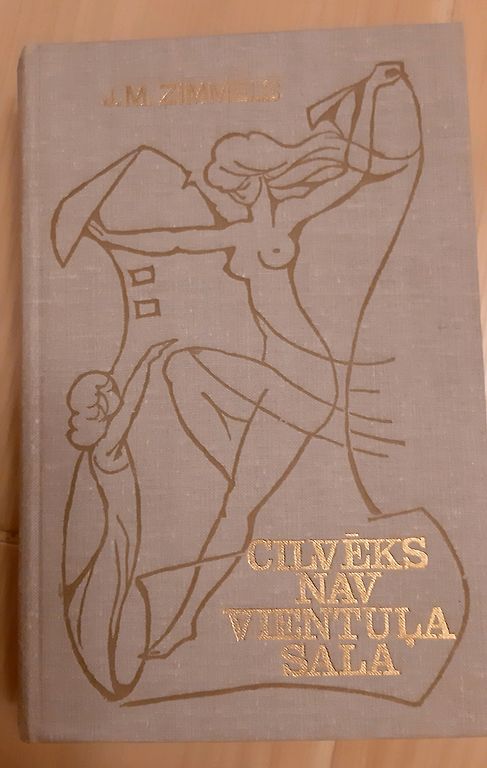 J. M. ZIMMELS
CILVĒKS
NAV
VIENTUĻA
SALA